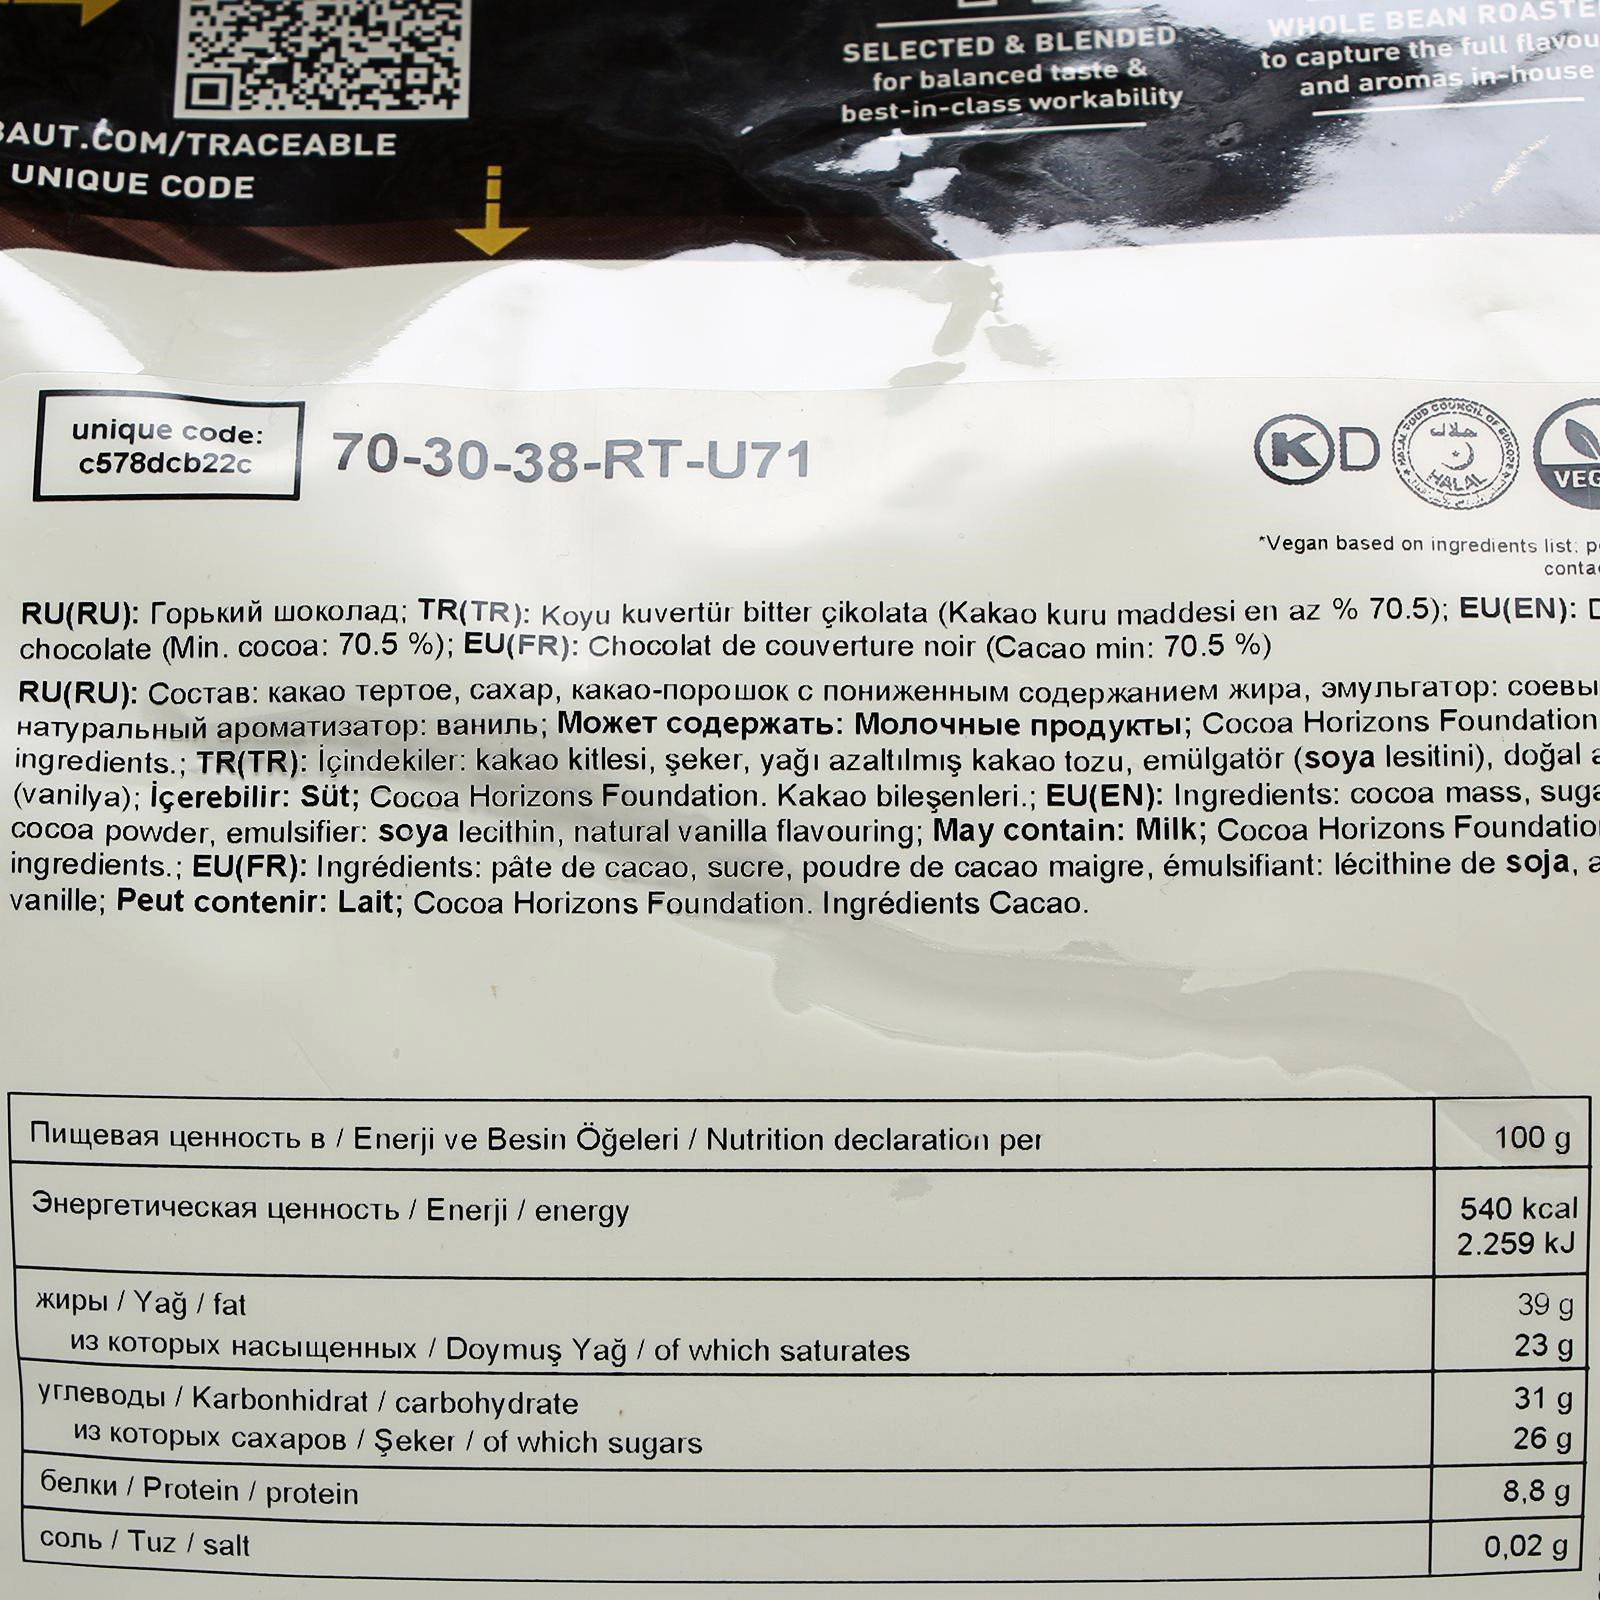 SELECTED & BLENDED
for balanced taste &
best-in-class workability
WHOLE BEAN ROASTE
to capture the full flavou
and aromas in-house
BAUT.COM/TRACEABLE
UNIQUE CODE
unique code:
c578dcb22c
70-30-38-RT-U71
K D
HALAL FOOD COUNCIL OF EUROPE
حلال
HALAL
VEG
*Vegan based on ingredients list; p
conta
RU(RU): Горький шоколад; TR(TR): Koyu kuvertür bitter çikolata (Kakao kuru maddesi en az % 70.5); EU(EN): D
chocolate (Min. cocoa: 70.5 %); EU(FR): Chocolat de couverture noir (Cacao min: 70.5 %)
RU(RU): Состав: какао тертое, сахар, какао-порошок с пониженным содержанием жира, эмульгатор: соевы
натуральный ароматизатор: ваниль; Может содержать: Молочные продукты; Cocoa Horizons Foundation
ingredients.; TR(TR): İçindekiler: kakao kitlesi, şeker, yağı azaltılmış kakao tozu, emülgatör (soya lesitini), doğal a
(vanilya); İçerebilir: Süt; Cocoa Horizons Foundation. Kakao bileşenleri.; EU(EN): Ingredients: cocoa mass, suga
cocoa powder, emulsifier: soya lecithin, natural vanilla flavouring; May contain: Milk; Cocoa Horizons Foundatio
ingredients.; EU(FR): Ingrédients: pâte de cacao, sucre, poudre de cacao maigre, émulsifiant: lécithine de soja, a
vanille; Peut contenir: Lait; Cocoa Horizons Foundation. Ingrédients Cacao.
Пищевая ценность в / Enerji ve Besin Öğeleri / Nutrition declaration per 100 g
Энергетическая ценность / Enerji / energy 540 kcal
2.259 kJ
жиры / Yağ / fat 39 g
из которых насыщенных / Doymuş Yağ / of which saturates 23 g
углеводы / Karbonhidrat / carbohydrate 31 g
из которых сахаров / Şeker / of which sugars 26 g
белки / Protein / protein 8,8 g
соль / Tuz / salt 0,02 g